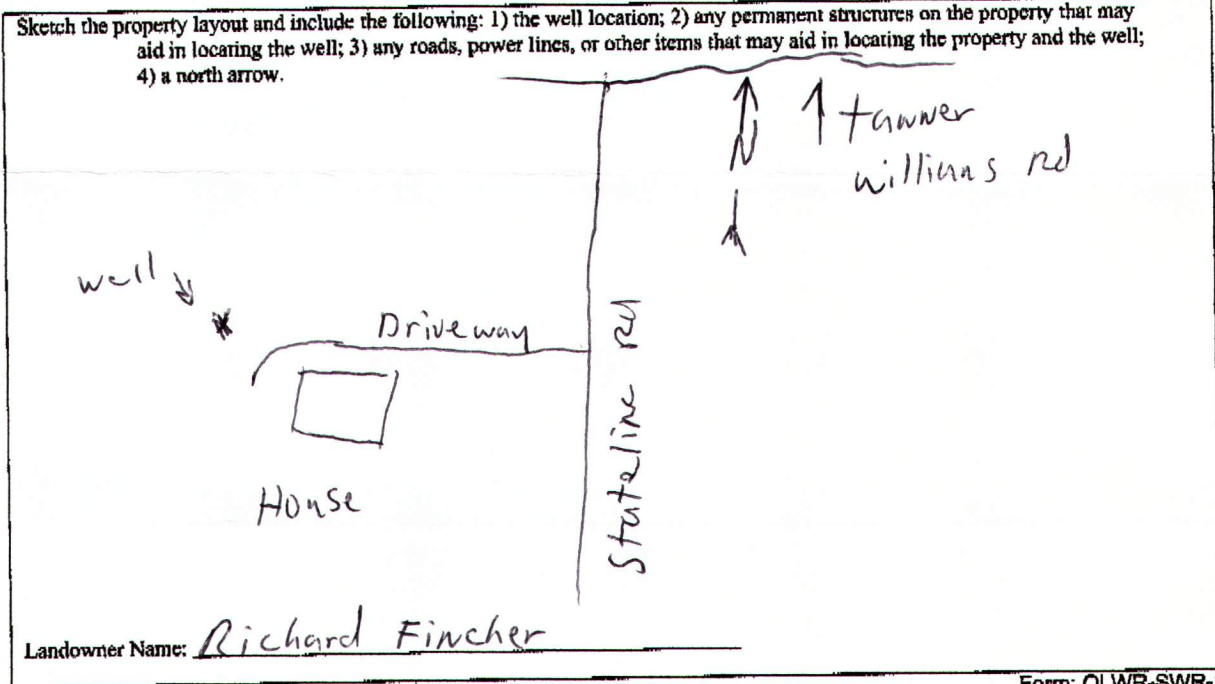 Sketch the property layout and include the following: 1) the well location; 2) any permanent structures on the property that may
aid in locating the well; 3) any roads, power lines, or other items that may aid in locating the property and the well;
4) a north arrow.
N
tanner
williams rd
well
Driveway
Stateline Rd
House
Landowner Name: Richard Fincher
Form: OLWR-SWR-